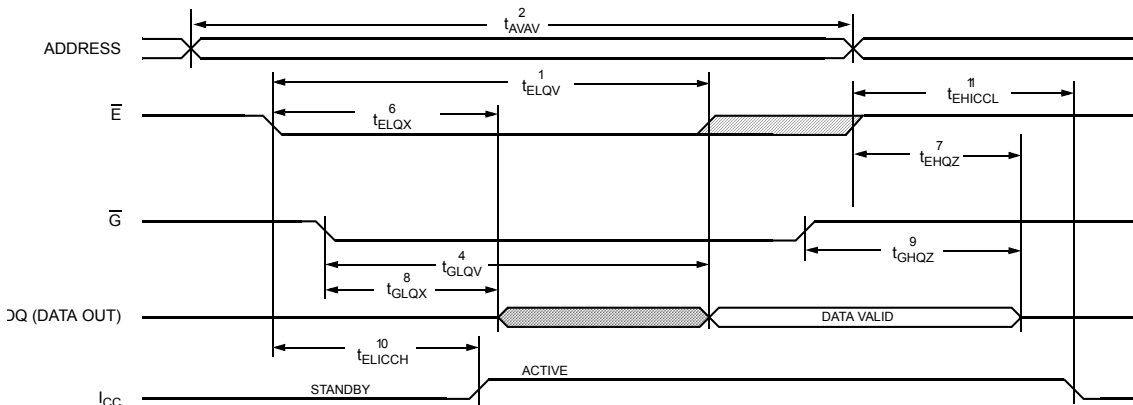 2
tAVAV
ADDRESS
1
tELQV
11
tEHICCL
6
tELQX
E
7
tEHQZ
G
9
tGHQZ
4
tGLQV
8
tGLQX
DQ (DATA OUT)
DATA VALID
10
tELICCH
ACTIVE
STANDBY
ICC